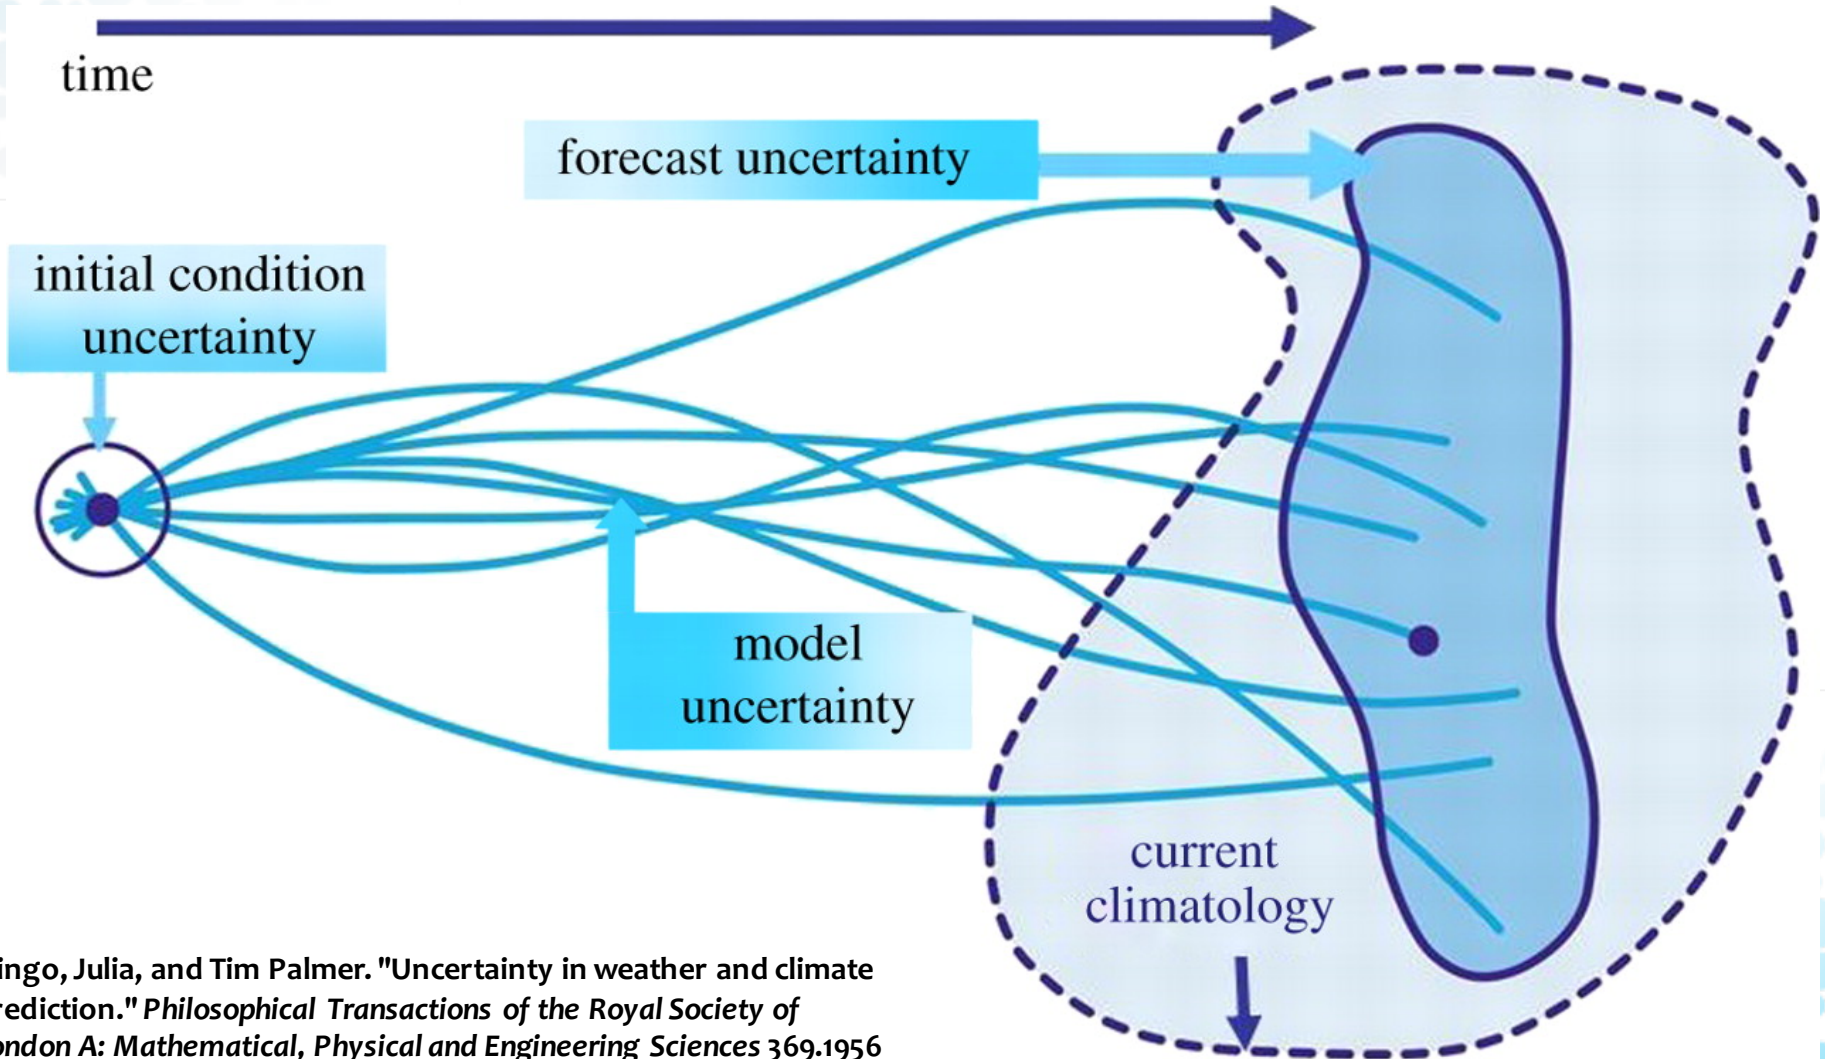 time
forecast uncertainty
initial condition
uncertainty
model
uncertainty
current
climatology
ingo, Julia, and Tim Palmer. "Uncertainty in weather and climate
rediction." Philosophical Transactions of the Royal Society of
ondon A: Mathematical, Physical and Engineering Sciences 369.1956